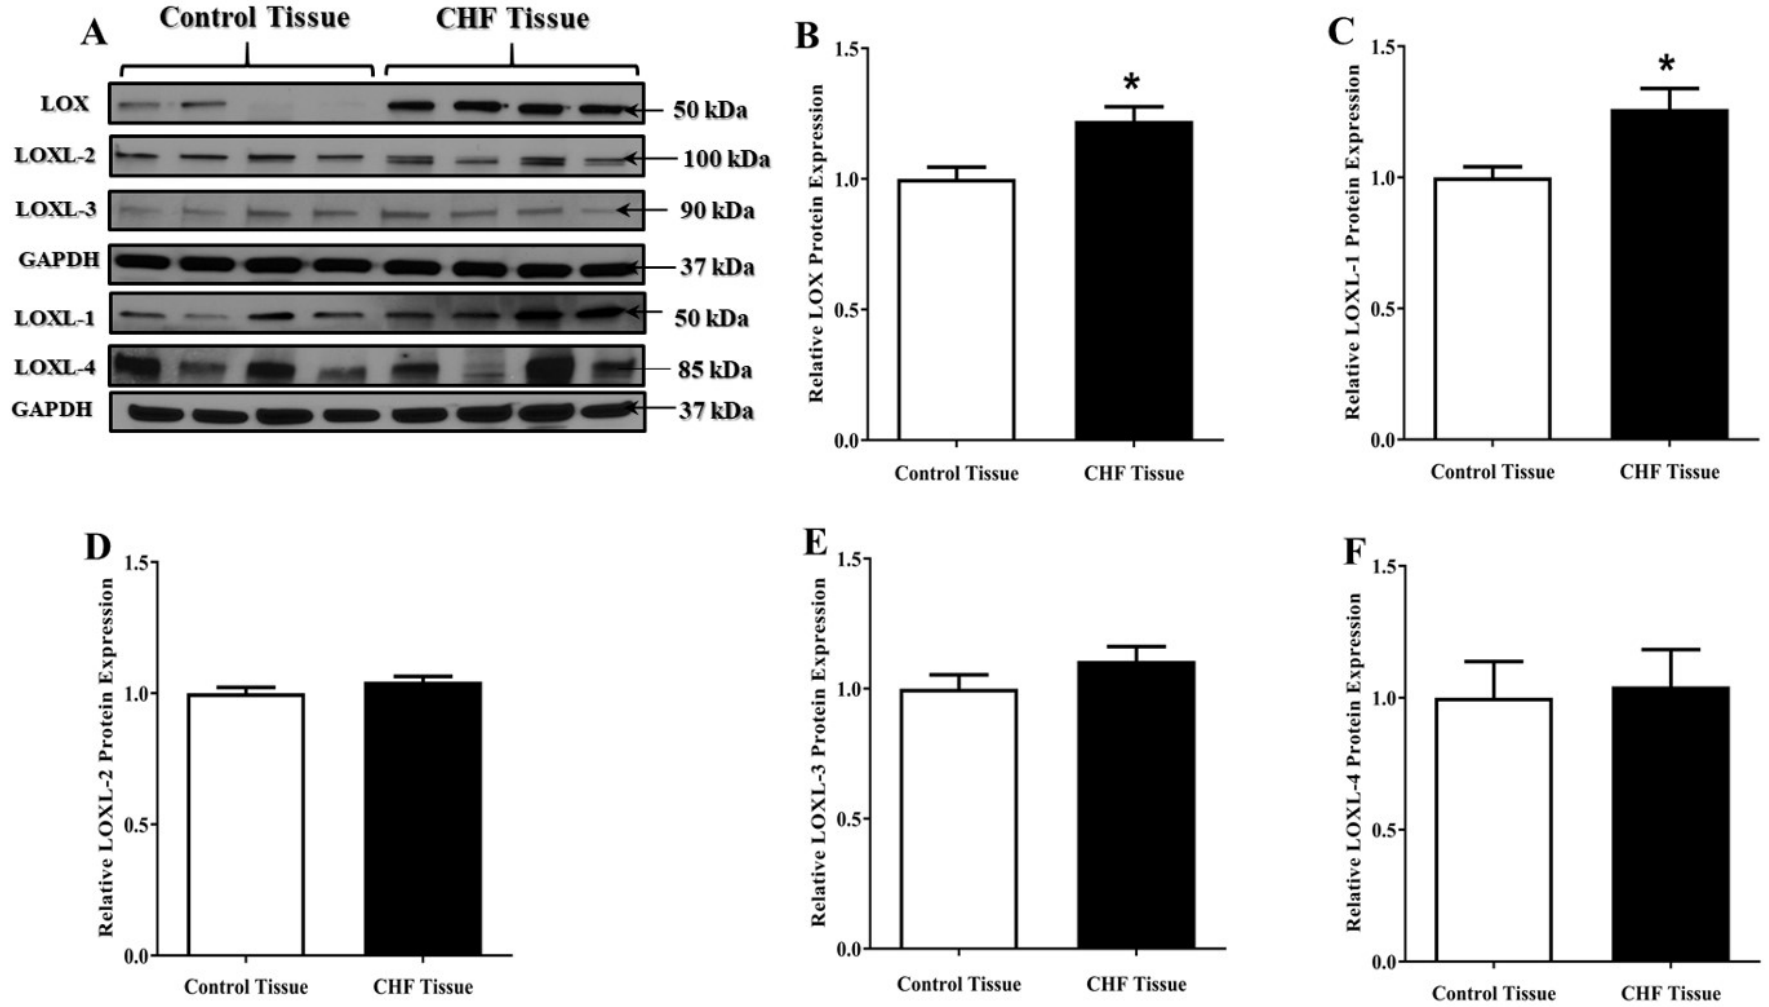 A
Control Tissue CHF Tissue
LOX 50 kDa
LOXL-2 100 kDa
LOXL-3 90 kDa
GAPDH 37 kDa
LOXL-1 50 kDa
LOXL-4 85 kDa
GAPDH 37 kDa
B
Relative LOX Protein Expression
1.5
1.0
0.5
0.0
*
Control Tissue CHF Tissue
C
Relative LOXL-1 Protein Expression
1.5
1.0
0.5
0.0
*
Control Tissue CHF Tissue
D
Relative LOXL-2 Protein Expression
1.5
1.0
0.5
0.0
Control Tissue CHF Tissue
E
Relative LOXL-3 Protein Expression
1.5
1.0
0.5
0.0
Control Tissue CHF Tissue
F
Relative LOXL-4 Protein Expression
1.5
1.0
0.5
0.0
Control Tissue CHF Tissue